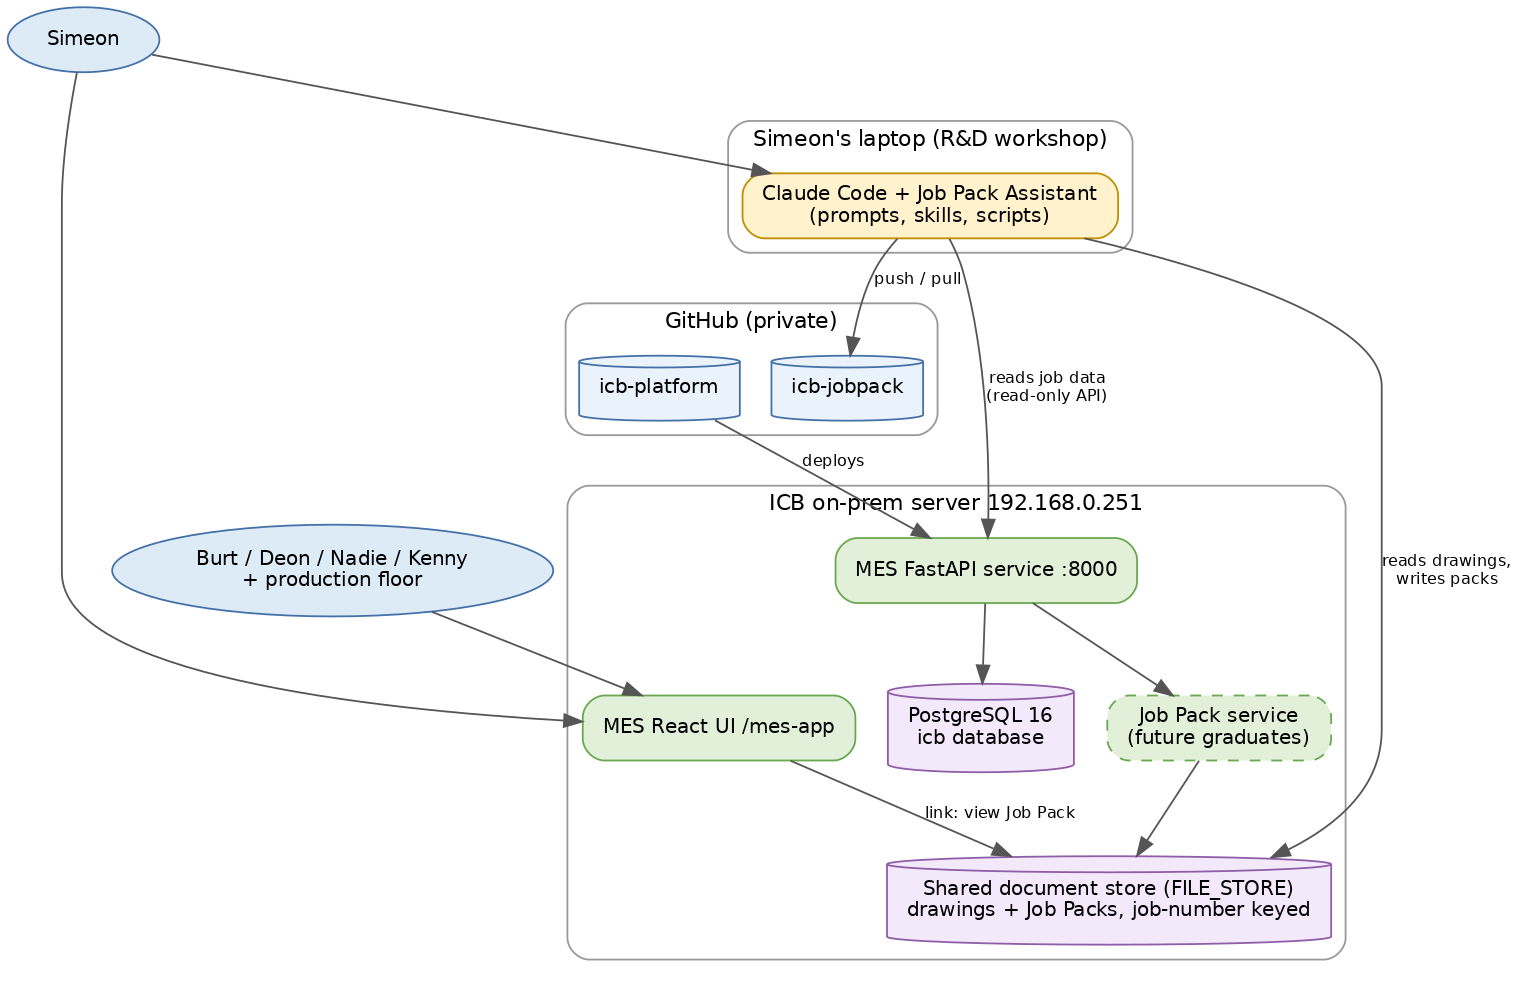 Simeon
Simeon's laptop (R&D workshop)
Claude Code + Job Pack Assistant
(prompts, skills, scripts)
push / pull
GitHub (private)
icb-platform
icb-jobpack
reads job data
(read-only API)
deploys
ICB on-prem server 192.168.0.251
Burt / Deon / Nadie / Kenny
+ production floor
MES FastAPI service :8000
reads drawings,
writes packs
MES React UI /mes-app
PostgreSQL 16
icb database
Job Pack service
(future graduates)
link: view Job Pack
Shared document store (FILE_STORE)
drawings + Job Packs, job-number keyed